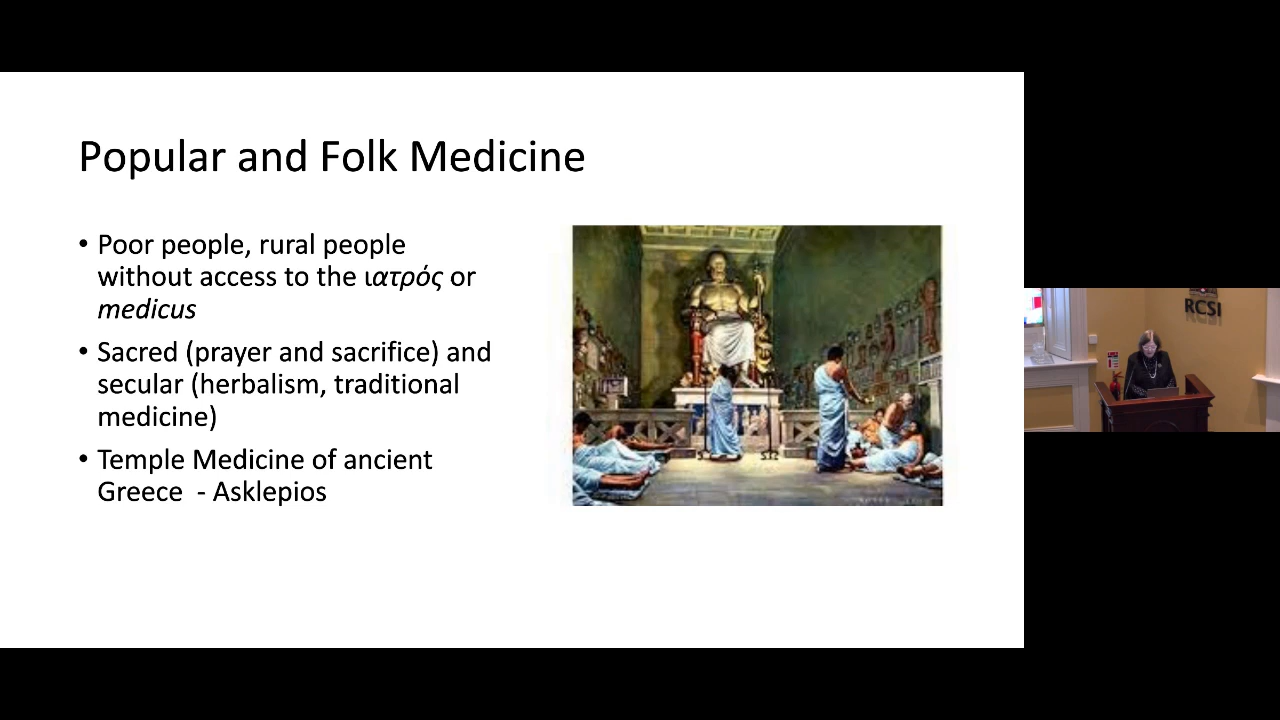 Popular and Folk Medicine
• Poor people, rural people
without access to the ιατρός or
medicus
• Sacred (prayer and sacrifice) and
secular (herbalism, traditional
medicine)
• Temple Medicine of ancient
Greece - Asklepios
RCSI